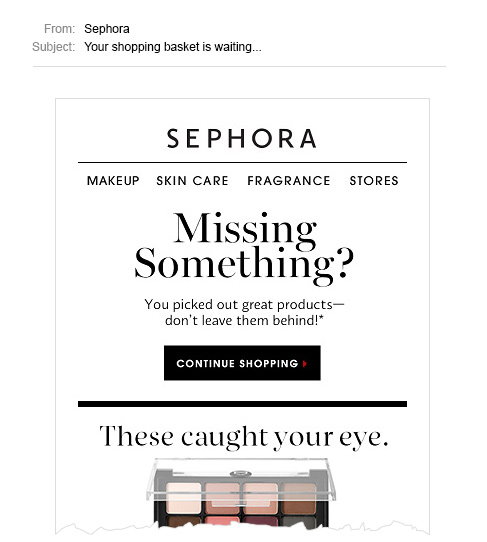 From: Sephora
Subject: Your shopping basket is waiting...
SEPHORA
MAKEUP SKIN CARE FRAGRANCE STORES
Missing
Something?
You picked out great products—
don't leave them behind!*
CONTINUE SHOPPING
These caught your eye.